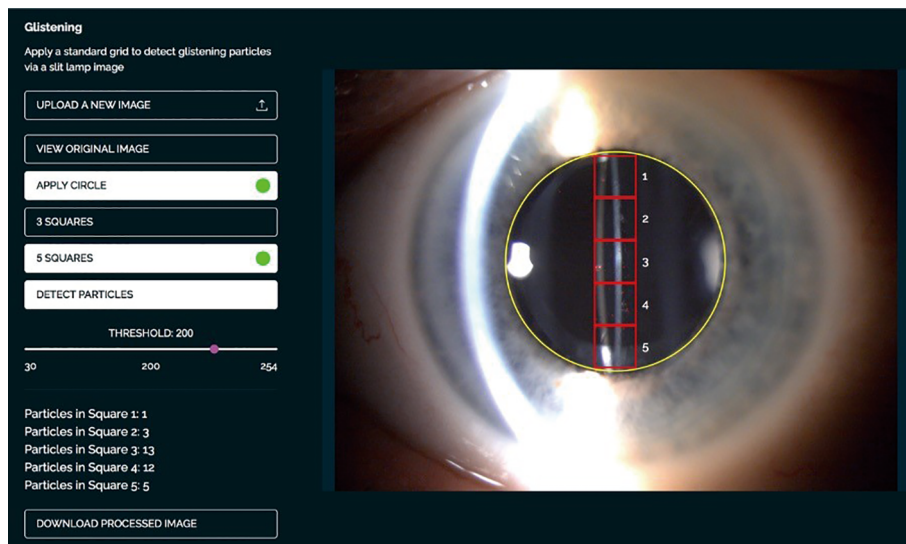 Glistening
Apply a standard grid to detect glistening particles
via a slit lamp image
UPLOAD A NEW IMAGE
VIEW ORIGINAL IMAGE
APPLY CIRCLE
3 SQUARES
5 SQUARES
DETECT PARTICLES
THRESHOLD: 200
30 200 254
Particles in Square 1: 1
Particles in Square 2: 3
Particles in Square 3: 13
Particles in Square 4: 12
Particles in Square 5: 5
DOWNLOAD PROCESSED IMAGE
1
2
3
4
5